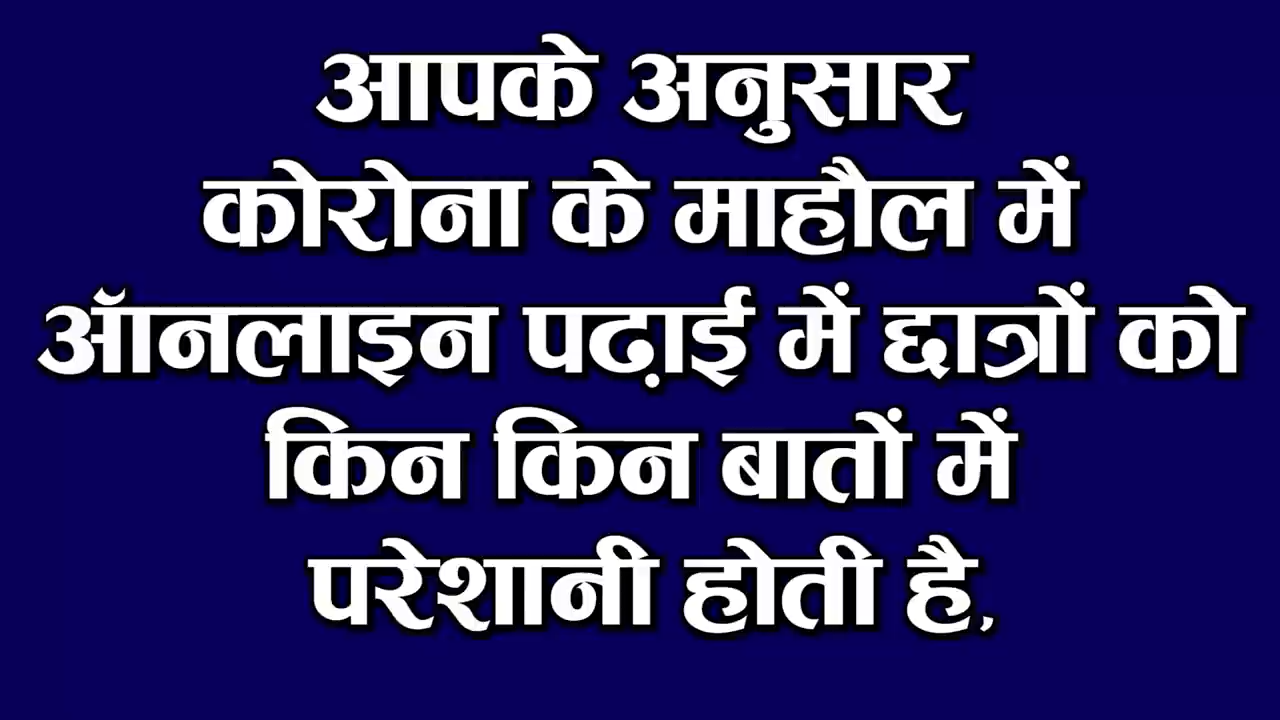 आपके अनुसार
कोरोना के माहौल में
ऑनलाइन पढ़ाई में छात्रों को
किन किन बातों में
परेशानी होती है,